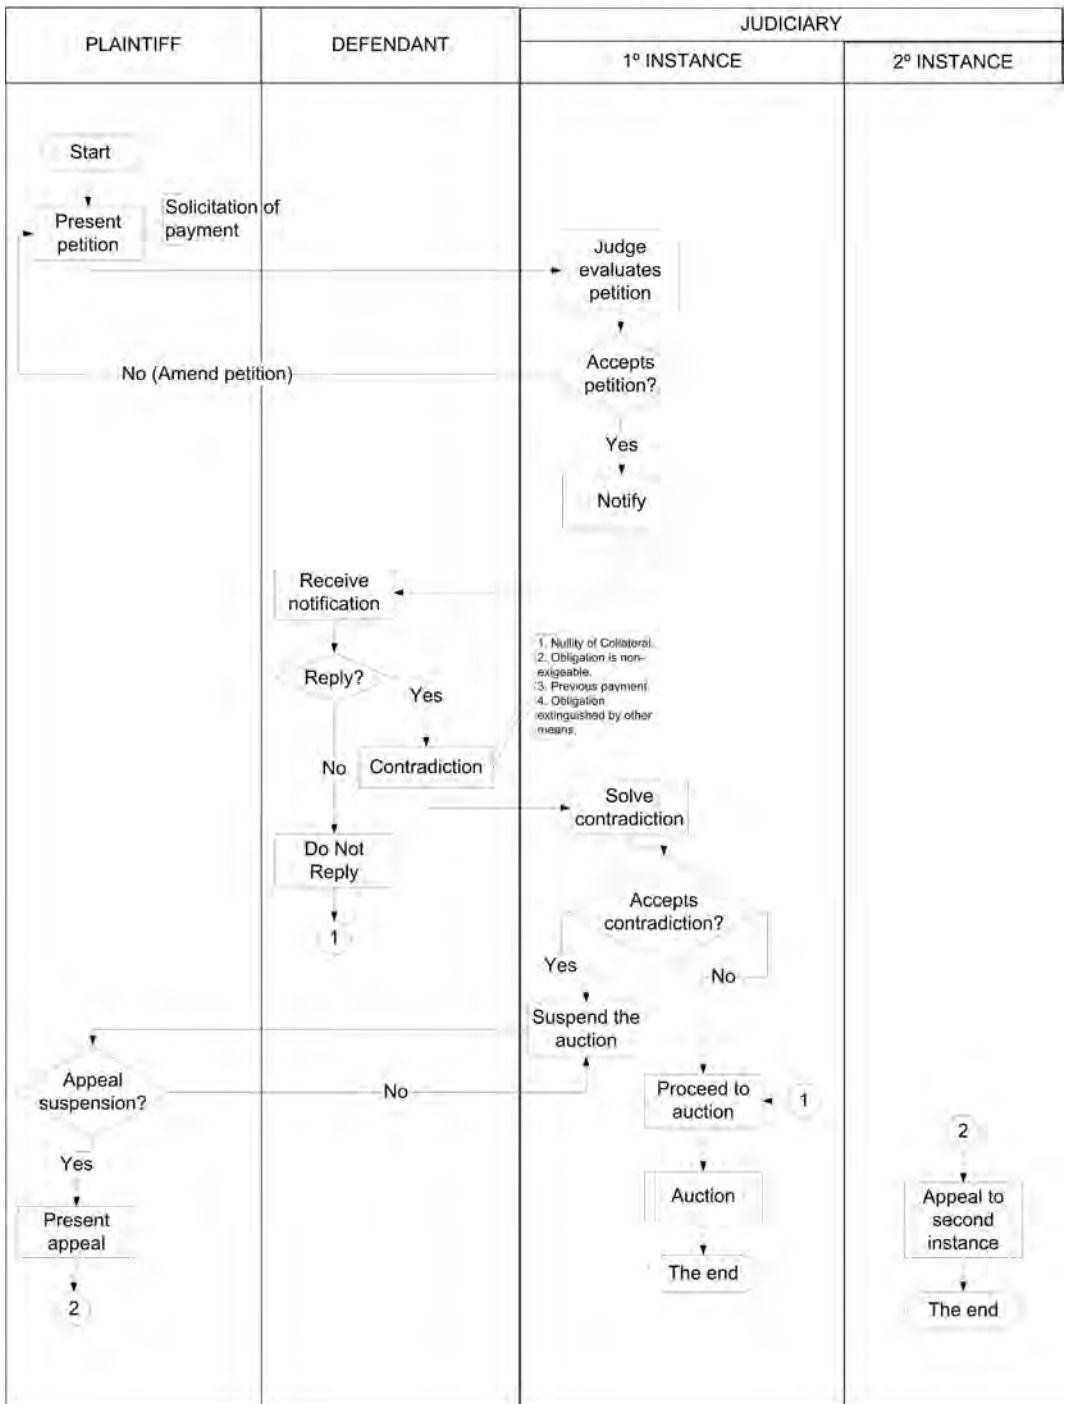 PLAINTIFF
DEFENDANT
JUDICIARY
1º INSTANCE
2º INSTANCE
Start
Present
petition
Solicitation of
payment
Judge
evaluates
petition
No (Amend petition)
Accepts
petition?
Yes
Notify
Receive
notification
Reply?
Yes
1. Nullity of Collateral.
2. Obligation is non-
exigeable.
3. Previous payment
4. Obligation
extinguished by other
means.
No
Contradiction
Solve
contradiction
Do Not
Reply
1
Accepts
contradiction?
Yes
No
Suspend the
auction
Appeal
suspension?
No
Proceed to
auction
1
Yes
2
Present
appeal
Auction
Appeal to
second
instance
2
The end
The end